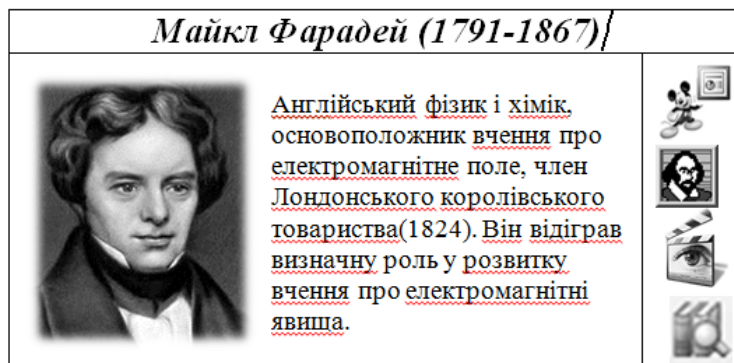 Майкл Фарадей (1791-1867)
Англійський фізик і хімік,
основоположник вчення про
електромагнітне поле, член
Лондонського королівського
товариства(1824). Він відіграв
визначну роль у розвитку
вчення про електромагнітні
явища.